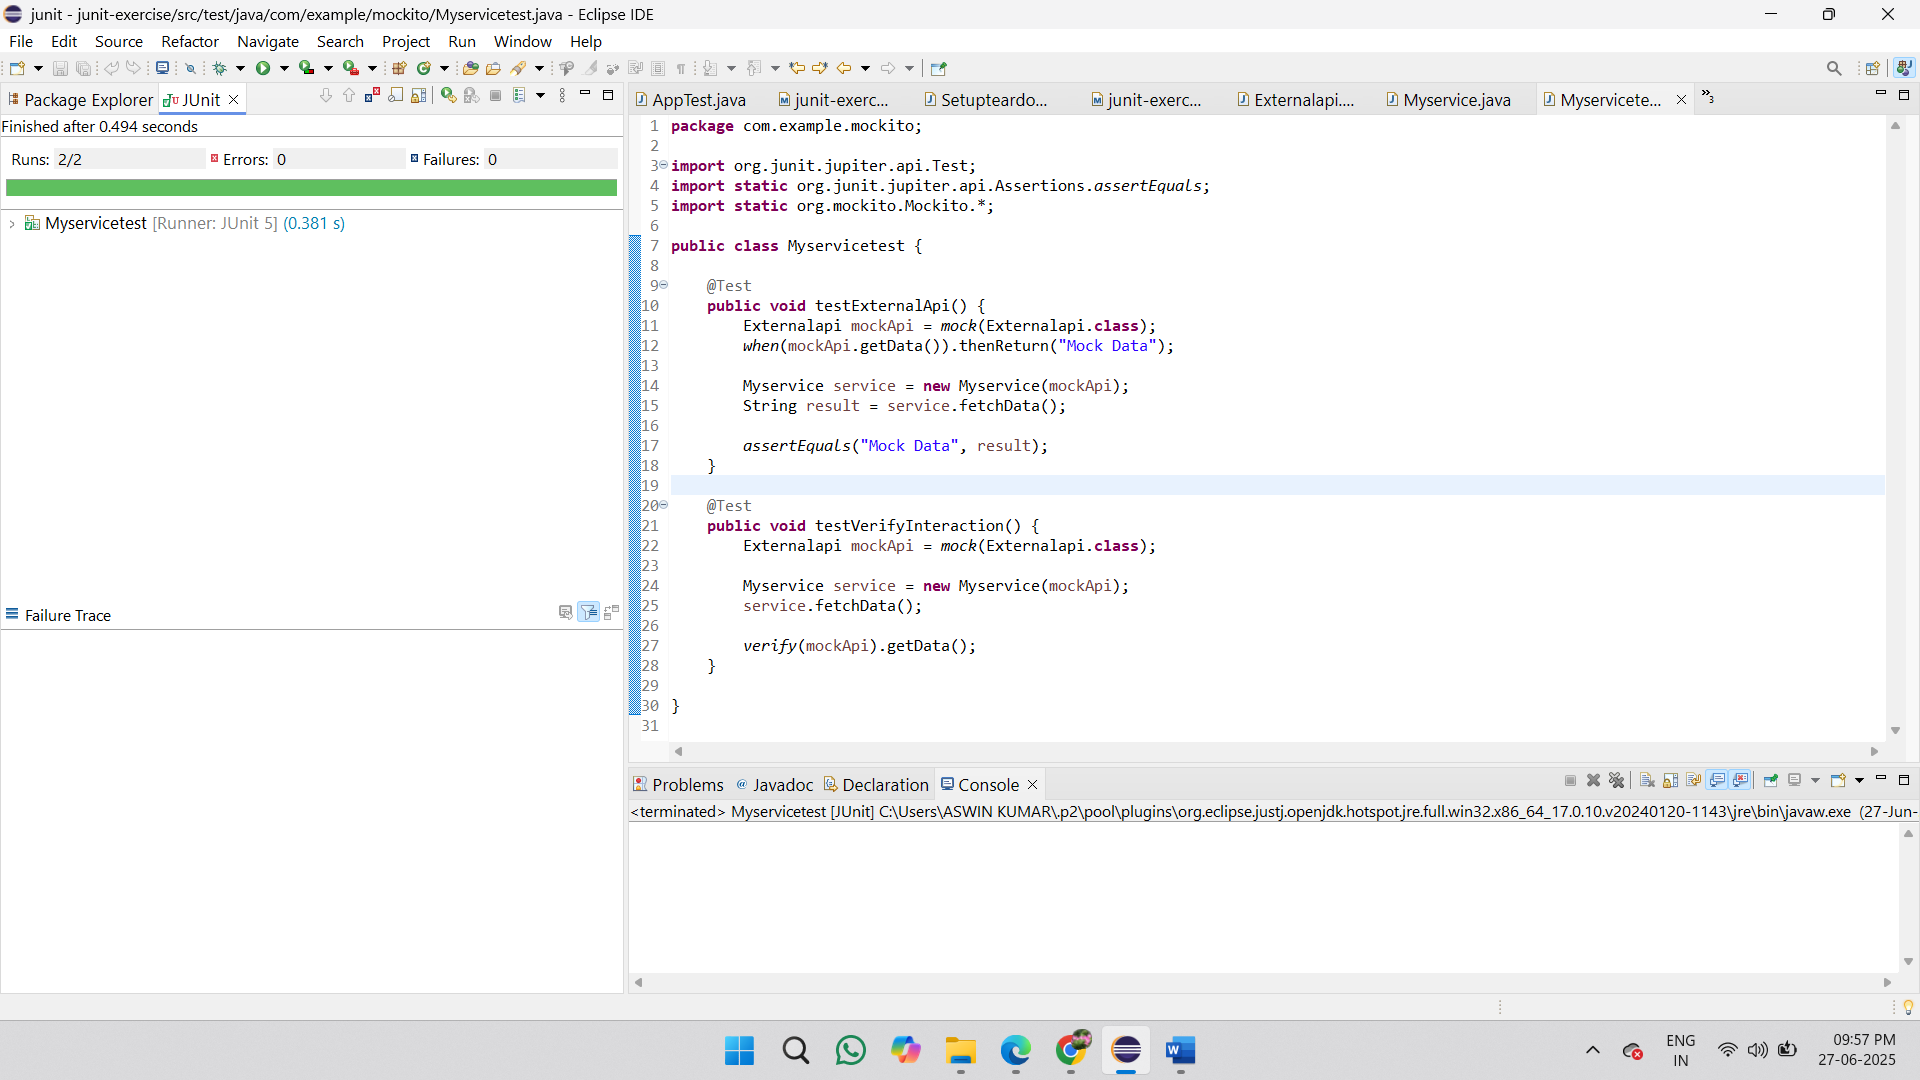 junit - junit-exercise/src/test/java/com/example/mockito/Myservicetest.java - Eclipse IDE
File Edit Source Refactor Navigate Search Project Run Window Help
Package Explorer JUnit
Finished after 0.494 seconds
Runs: 2/2 Errors: 0 Failures: 0
Myservicetest [Runner: JUnit 5] (0.381 s)
Failure Trace
AppTest.java junit-exerc... Setupteardo... junit-exerc... Externalapi.... Myservice.java Myservicete... »3
1 package com.example.mockito;
2
3 import org.junit.jupiter.api.Test;
4 import static org.junit.jupiter.api.Assertions.assertEquals;
5 import static org.mockito.Mockito.*;
6
7 public class Myservicetest {
8
9 @Test
10 public void testExternalApi() {
11 Externalapi mockApi = mock(Externalapi.class);
12 when(mockApi.getData()).thenReturn("Mock Data");
13
14 Myservice service = new Myservice(mockApi);
15 String result = service.fetchData();
16
17 assertEquals("Mock Data", result);
18 }
19
20 @Test
21 public void testVerifyInteraction() {
22 Externalapi mockApi = mock(Externalapi.class);
23
24 Myservice service = new Myservice(mockApi);
25 service.fetchData();
26
27 verify(mockApi).getData();
28 }
29
30 }
31
Problems Javadoc Declaration Console
<terminated> Myservicetest [JUnit] C:\Users\ASWIN KUMAR\.p2\pool\plugins\org.eclipse.justj.openjdk.hotspot.jre.full.win32.x86_64_17.0.10.v20240120-1143\jre\bin\javaw.exe (27-Jun-
ENG
IN
09:57 PM
27-06-2025